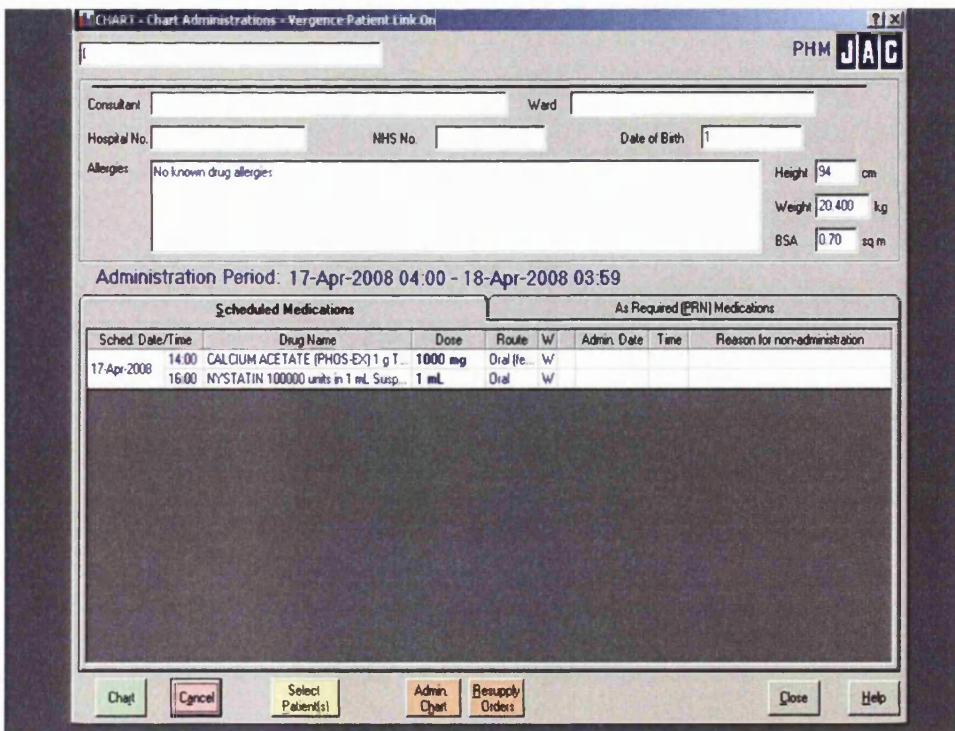 CHART - Chart Administrations - Vergence Patient Link On
PHM JAC
Consultant Ward
Hospital No. NHS No. Date of Birth 1
Allergies No known drug allergies Height 94 cm
Weight 20.400 kg
BSA 0.70 sq m
Administration Period: 17-Apr-2008 04:00 - 18-Apr-2008 03:59
Scheduled Medications As Required (PRN) Medications
Sched. Date/Time Drug Name Dose Route W Admin. Date Time Reason for non-administration
17-Apr-2008 14:00 CALCIUM ACETATE (PHOS-EX) 1 g T... 1000 mg Oral (fe... W
16:00 NYSTATIN 100000 units in 1 mL Susp... 1 mL Oral W
Chart Cancel Select Patient(s) Admin. Chart Resupply Orders Close Help